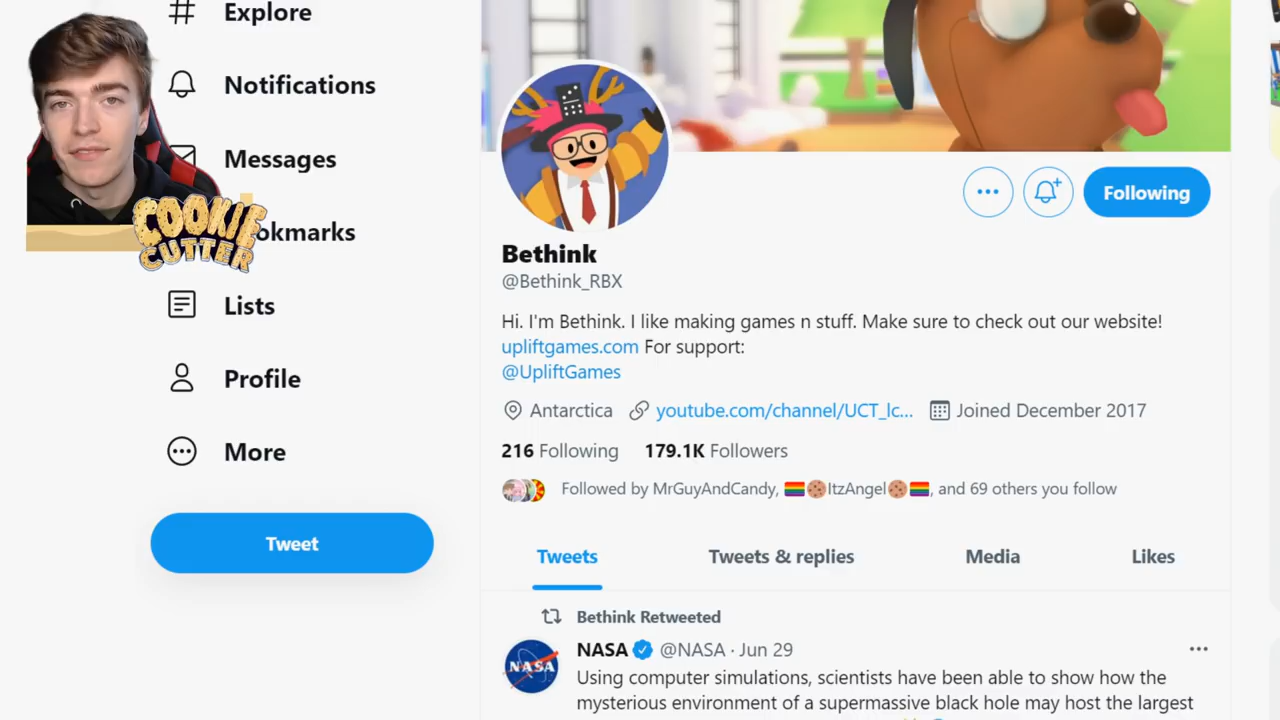 Explore
Notifications
Messages
okmarks
COOKIE
CUTTER
Lists
Profile
More
Tweet
Following
Bethink
@Bethink_RBX
Hi. I'm Bethink. I like making games n stuff. Make sure to check out our website!
upliftgames.com For support:
@UpliftGames
Antarctica youtube.com/channel/UCT_lc... Joined December 2017
216 Following 179.1K Followers
Followed by MrGuyAndCandy, 🏳️‍🌈🍪ItzAngel🍪🏳️‍🌈, and 69 others you follow
Tweets Tweets & replies Media Likes
Bethink Retweeted
NASA @NASA · Jun 29
NASA
Using computer simulations, scientists have been able to show how the
mysterious environment of a supermassive black hole may host the largest